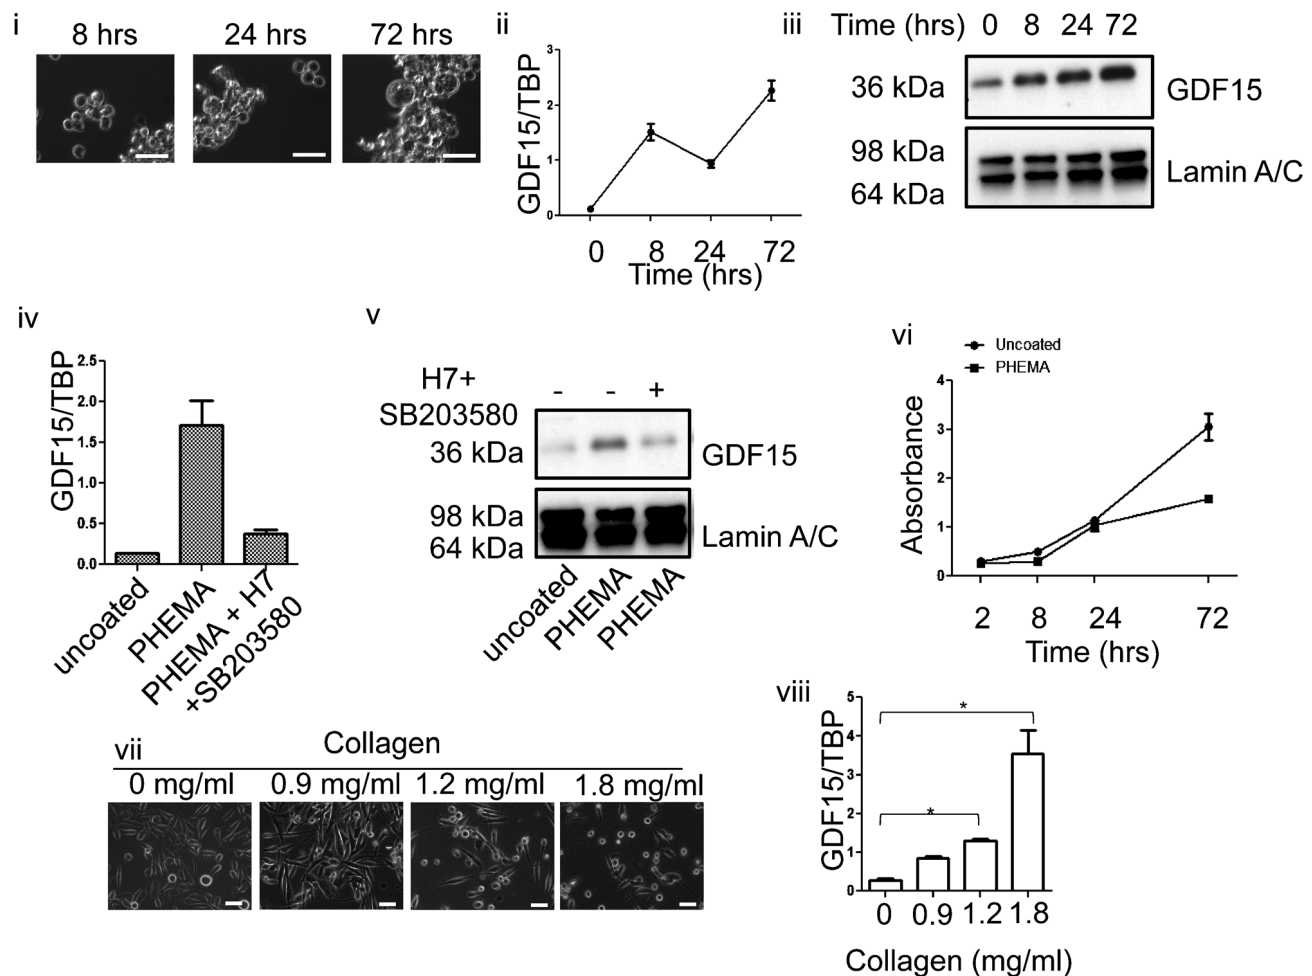 i
8 hrs 24 hrs 72 hrs
ii
GDF15/TBP
3
2
1
0
0 8 24 72
Time (hrs)
iii
Time (hrs) 0 8 24 72
36 kDa
GDF15
98 kDa
64 kDa
Lamin A/C
iv
GDF15/TBP
2.5
2.0
1.5
1.0
0.5
0.0
uncoated
PHEMA
PHEMA + H7
+SB203580
v
H7+
SB203580
- - +
36 kDa
GDF15
98 kDa
64 kDa
Lamin A/C
uncoated
PHEMA
PHEMA
vi
Uncoated
PHEMA
Absorbance
4
3
2
1
0
2 8 24 72
Time (hrs)
vii
Collagen
0 mg/ml 0.9 mg/ml 1.2 mg/ml 1.8 mg/ml
viii
GDF15/TBP
5
4
3
2
1
0
*
*
0 0.9 1.2 1.8
Collagen (mg/ml)